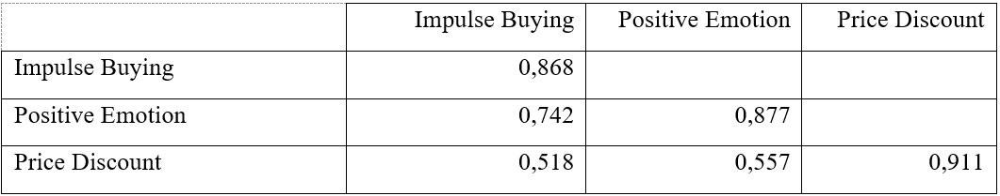 Impulse Buying Positive Emotion Price Discount
Impulse Buying 0,868
Positive Emotion 0,742 0,877
Price Discount 0,518 0,557 0,911